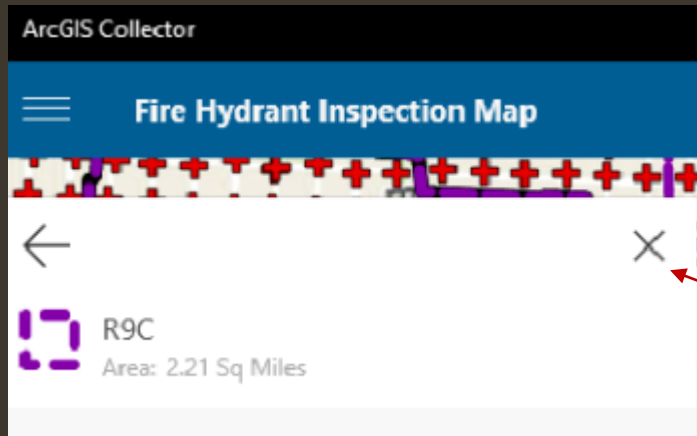 ArcGIS Collector
Fire Hydrant Inspection Map
R9C
Area: 2.21 Sq Miles